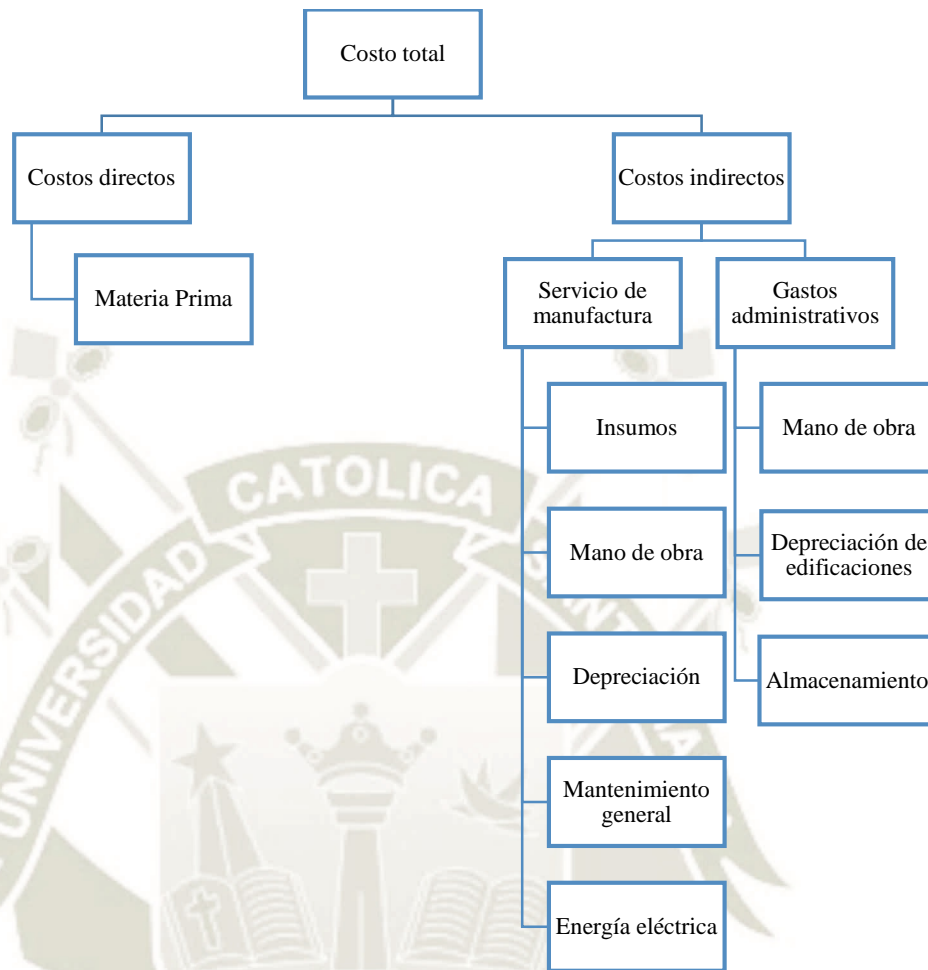 Costo total
Costos directos
Costos indirectos
Materia Prima
Servicio de
manufactura
Gastos
administrativos
Insumos
Mano de obra
Mano de obra
Depreciación de
edificaciones
Depreciación
Almacenamiento
Mantenimiento
general
Energía eléctrica
UNIVERSIDAD
CATOLICA